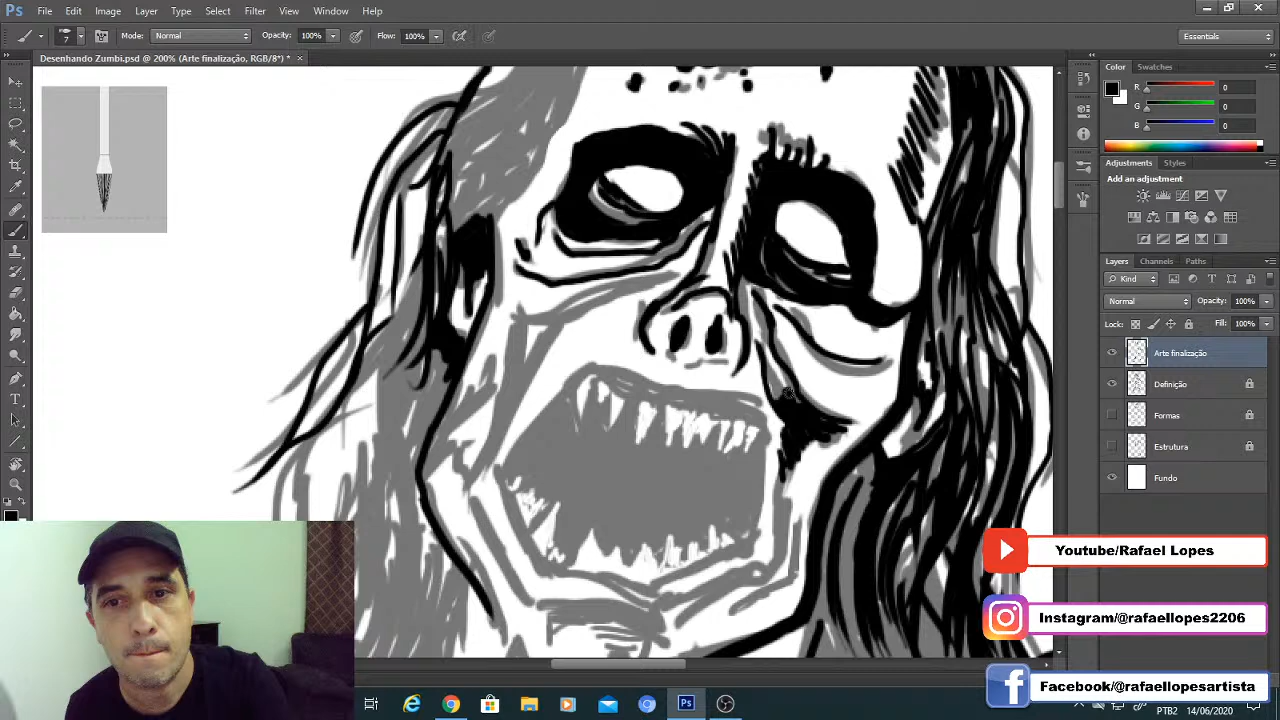 Ps File Edit Image Layer Type Select Filter View Window Help
7 Mode: Normal Opacity: 100% Flow: 100% Essentials
Desenhando Zumbi.psd @ 200% (Arte finalização, RGB/8*) * ×
Color Swatches
R 0
G 0
B 0
Adjustments Styles
Add an adjustment
Layers Channels Paths
Kind
Normal Opacity: 100%
Lock: Fill: 100%
Arte finalização
Definição
Formas
Estrutura
Fundo
Youtube/Rafael Lopes
Instagram/@rafaellopes2206
Facebook/@rafaellopesartista
Ps PTB2 14/06/2020